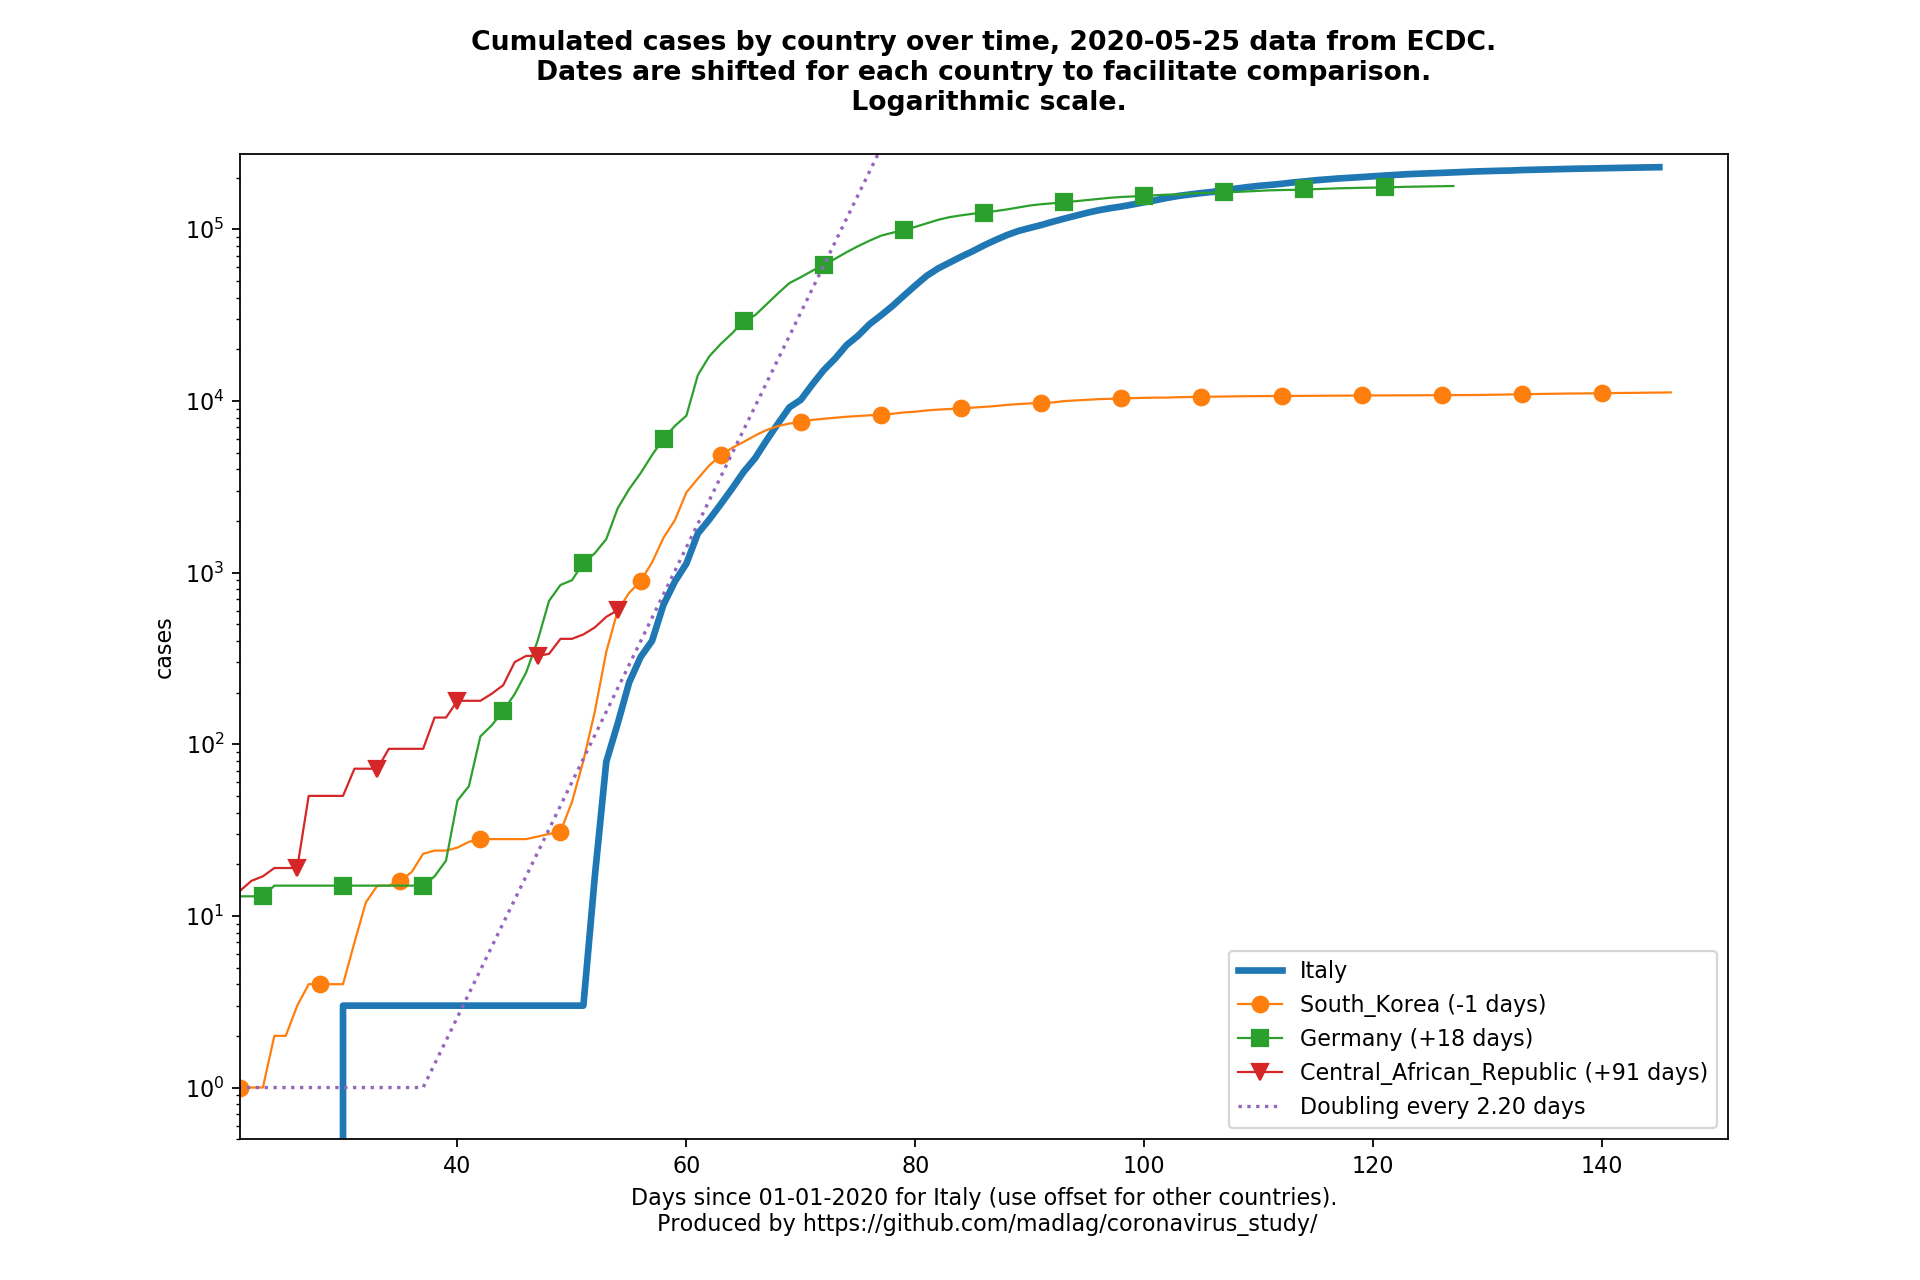 Cumulated cases by country over time, 2020-05-25 data from ECDC.
Dates are shifted for each country to facilitate comparison.
Logarithmic scale.
cases
10^5
10^4
10^3
10^2
10^1
10^0
40 60 80 100 120 140
Italy
South_Korea (-1 days)
Germany (+18 days)
Central_African_Republic (+91 days)
Doubling every 2.20 days
Days since 01-01-2020 for Italy (use offset for other countries).
Produced by https://github.com/madlag/coronavirus_study/